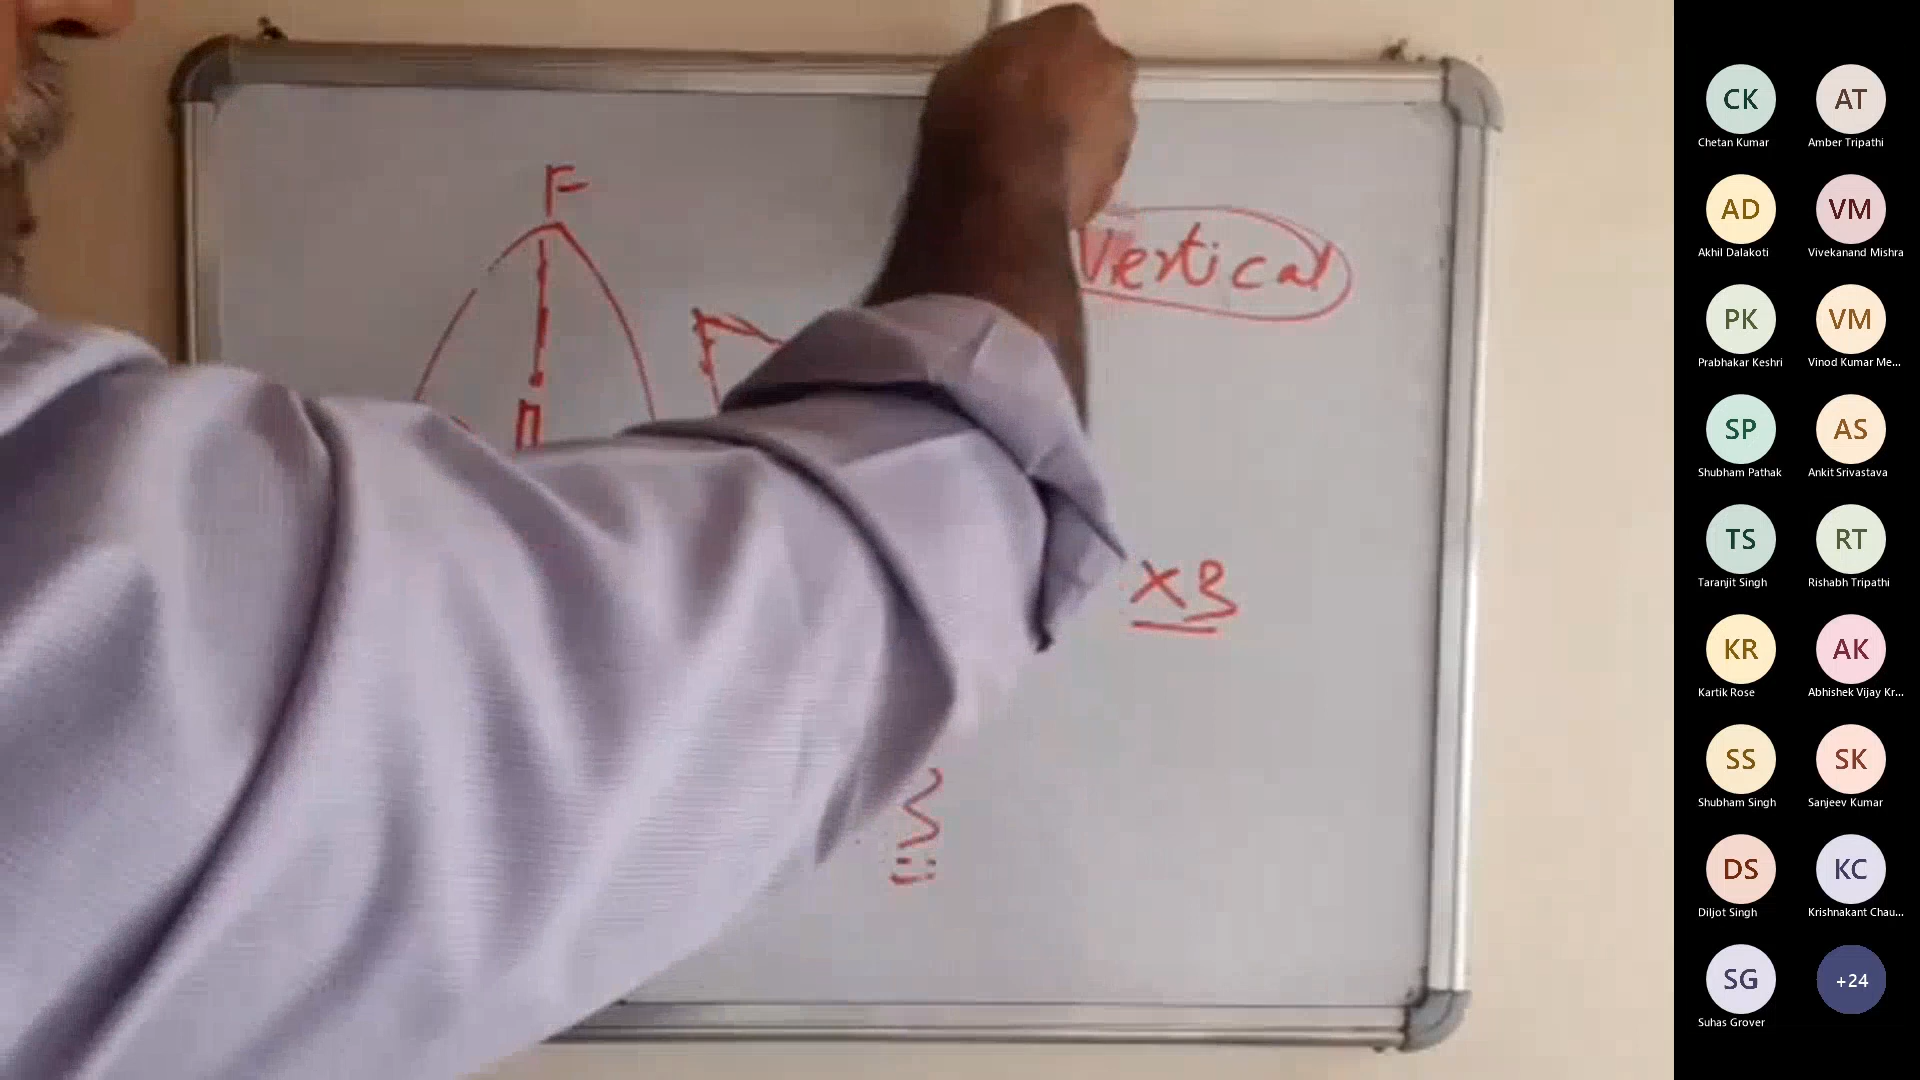 F
Vertical
x 3
CK
Chetan Kumar
AT
Amber Tripathi
AD
Akhil Dalakoti
VM
Vivekanand Mishra
PK
Prabhakar Keshri
VM
Vinod Kumar Me...
SP
Shubham Pathak
AS
Ankit Srivastava
TS
Taranjit Singh
RT
Rishabh Tripathi
KR
Kartik Rose
AK
Abhishek Vijay Kr...
SS
Shubham Singh
SK
Sanjeev Kumar
DS
Diljot Singh
KC
Krishnakant Chau...
SG
Suhas Grover
+24